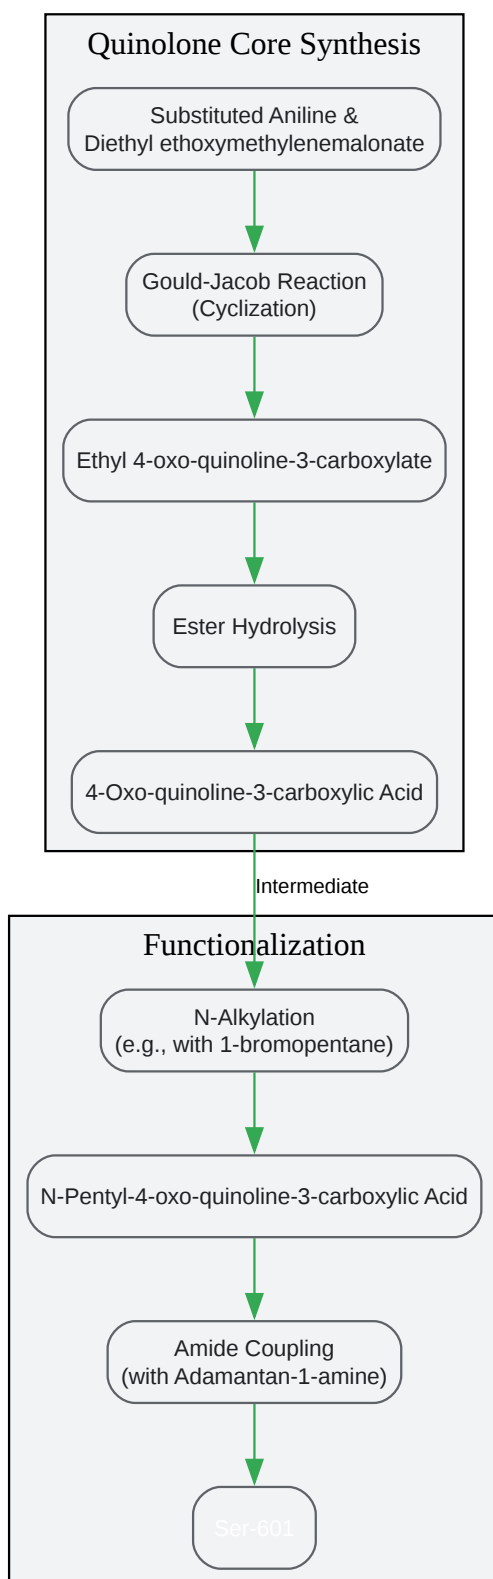 Quinolone Core Synthesis
Substituted Aniline &
Diethyl ethoxymethylenemalonate
Gould-Jacob Reaction
(Cyclization)
Ethyl 4-oxo-quinoline-3-carboxylate
Ester Hydrolysis
4-Oxo-quinoline-3-carboxylic Acid
Intermediate
Functionalization
N-Alkylation
(e.g., with 1-bromopentane)
N-Pentyl-4-oxo-quinoline-3-carboxylic Acid
Amide Coupling
(with Adamantan-1-amine)
Ser-601